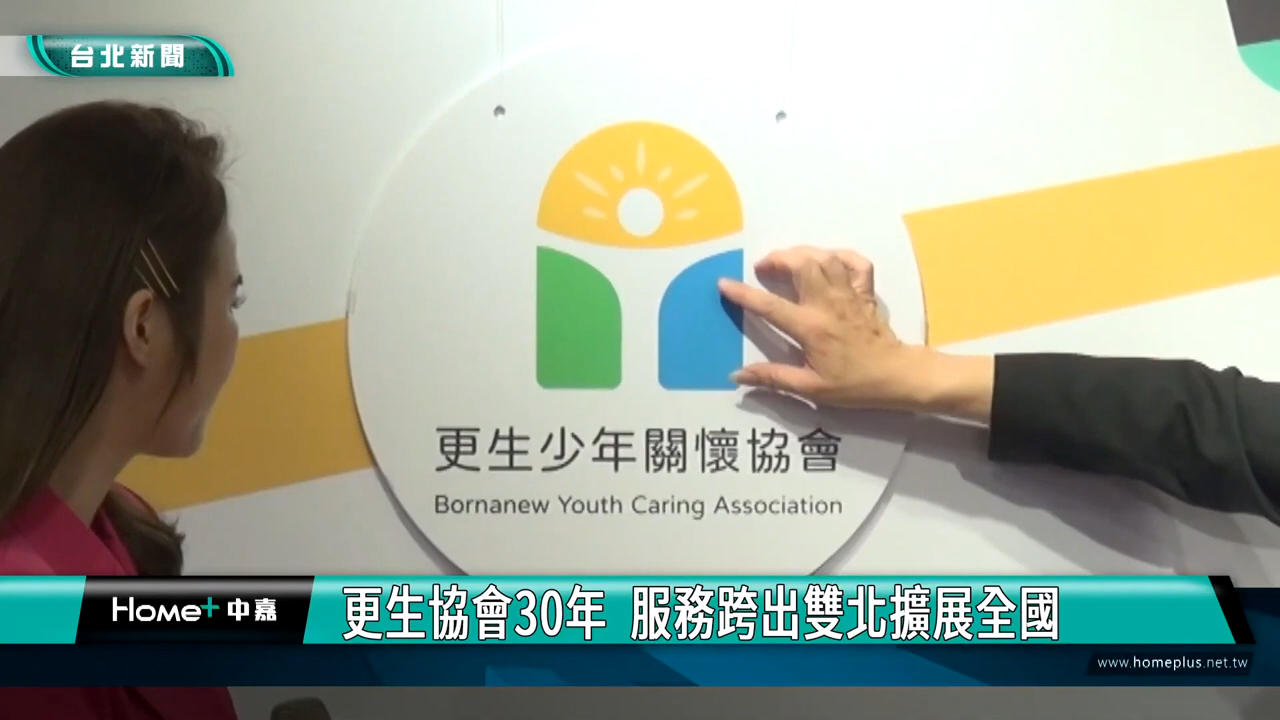 台北新聞
更生少年關懷協會
Bornanew Youth Caring Association
Home+中嘉
更生協會30年 服務跨出雙北擴展全國
www.homeplus.net.tw